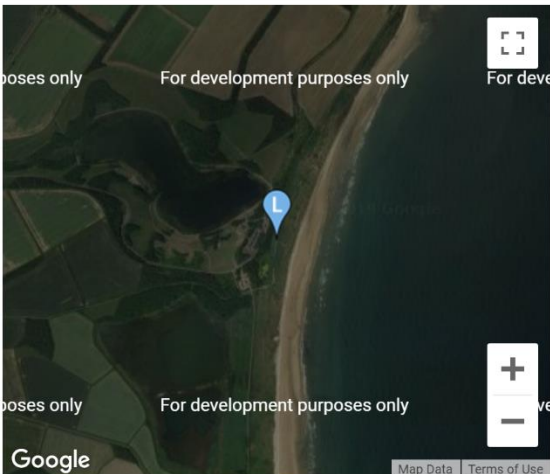 poses only For development purposes only For deve
L
poses only For development purposes only ve
Google
Map Data Terms of Use